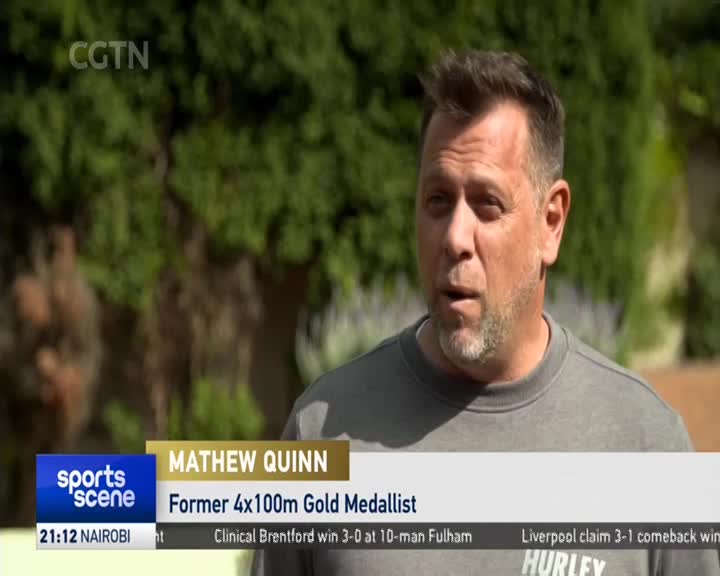 CGTN
MATHEW QUINN
sports
scene
Former 4x100m Gold Medallist
21:12 NAIROBI
Clinical Brentford win 3-0 at 10-man Fulham
Liverpool claim 3-1 comeback win
HURLEY